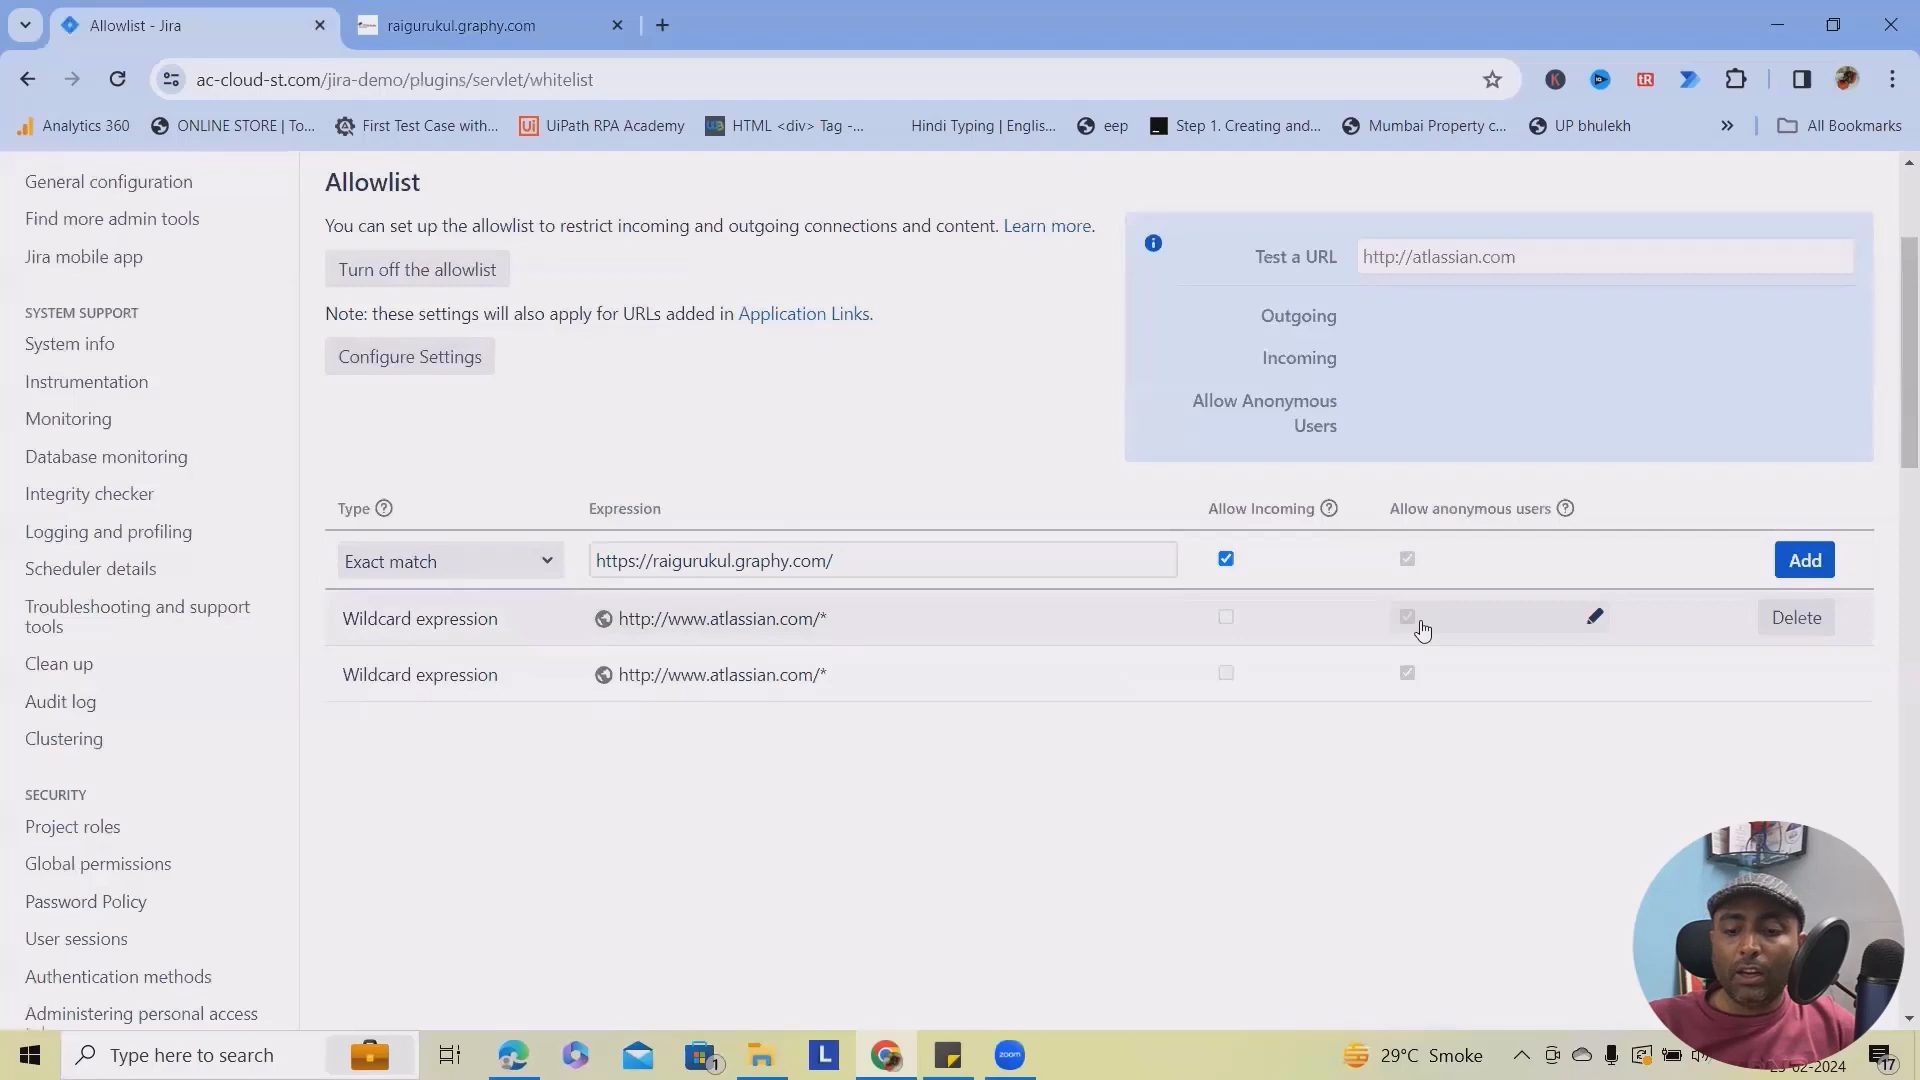 Allowlist - Jira
raigurukul.graphy.com
ac-cloud-st.com/jira-demo/plugins/servlet/whitelist
Analytics 360
ONLINE STORE | To...
First Test Case with...
UiPath RPA Academy
HTML <div> Tag -...
Hindi Typing | Englis...
eep
Step 1. Creating and...
Mumbai Property c...
UP bhulekh
All Bookmarks
General configuration
Find more admin tools
Jira mobile app
SYSTEM SUPPORT
System info
Instrumentation
Monitoring
Database monitoring
Integrity checker
Logging and profiling
Scheduler details
Troubleshooting and support
tools
Clean up
Audit log
Clustering
SECURITY
Project roles
Global permissions
Password Policy
User sessions
Authentication methods
Administering personal access
Allowlist
You can set up the allowlist to restrict incoming and outgoing connections and content. Learn more.
Turn off the allowlist
Note: these settings will also apply for URLs added in Application Links.
Configure Settings
Test a URL
http://atlassian.com
Outgoing
Incoming
Allow Anonymous
Users
Type
Expression
Allow Incoming
Allow anonymous users
Exact match
https://raigurukul.graphy.com/
Add
Wildcard expression
http://www.atlassian.com/*
Delete
Wildcard expression
http://www.atlassian.com/*
Type here to search
1
L
zoom
29°C Smoke
-02-2024
17